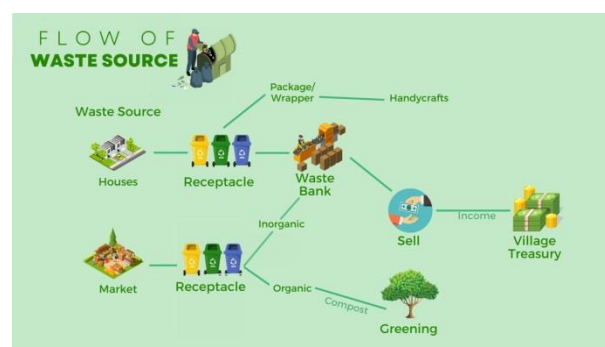 FLOW OF
WASTE SOURCE
Package/
Wrapper
Handycrafts
Waste Source
Houses
Receptacle
Waste
Bank
Inorganic
Sell
Income
Village
Treasury
Market
Receptacle
Organic
Compost
Greening